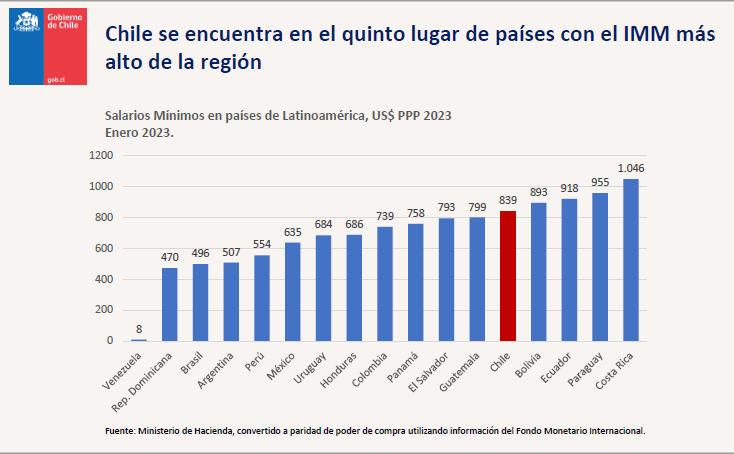 Gobierno
de Chile
gob.cl
Chile se encuentra en el quinto lugar de países con el IMM más
alto de la región
Salarios Mínimos en países de Latinoamérica, US$ PPP 2023
Enero 2023.
1200
1000
800
600
400
200
0
8
470
496
507
554
635
684
686
739
758
793
799
839
893
918
955
1.046
Venezuela
Rep. Dominicana
Brasil
Argentina
Perú
México
Uruguay
Honduras
Colombia
Panamá
El Salvador
Guatemala
Chile
Bolivia
Ecuador
Paraguay
Costa Rica
Fuente: Ministerio de Hacienda, convertido a paridad de poder de compra utilizando información del Fondo Monetario Internacional.